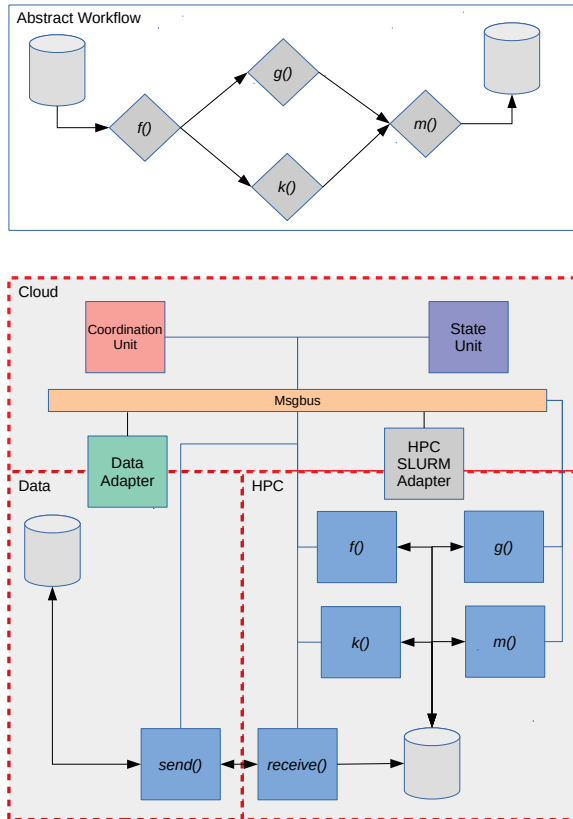 Abstract Workflow
g()
f()
m()
k()
Cloud
Coordination
Unit
State
Unit
Msgbus
Data
Adapter
HPC
SLURM
Adapter
Data
HPC
f()
g()
k()
m()
send()
receive()